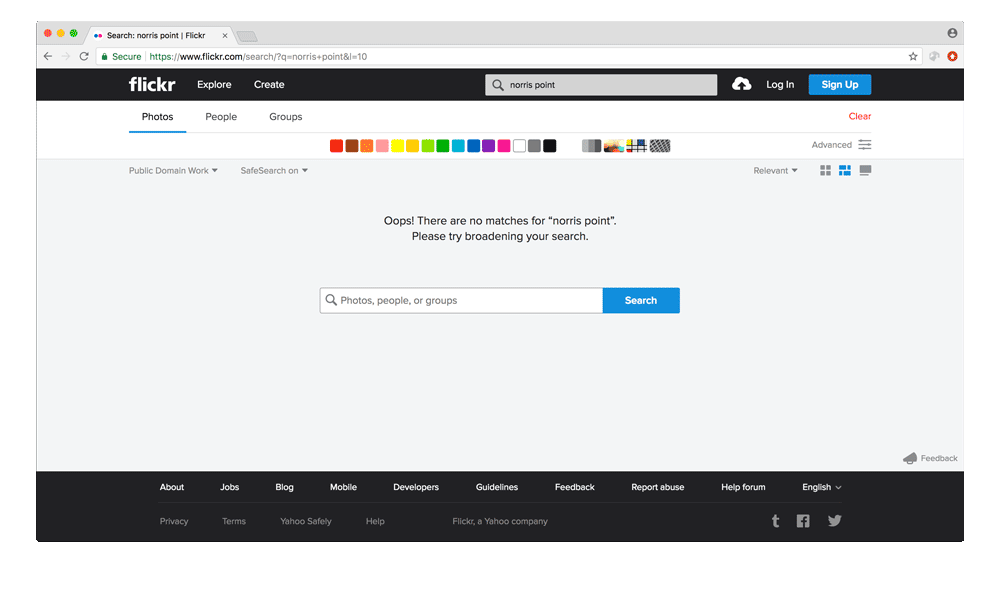 Search: norris point | Flickr
Secure https://www.flickr.com/search/?q=norris+point&l=10
flickr Explore Create norris point Log In Sign Up
Photos People Groups Clear
Advanced
Public Domain Work SafeSearch on Relevant
Oops! There are no matches for “norris point”.
Please try broadening your search.
Photos, people, or groups Search
Feedback
About Jobs Blog Mobile Developers Guidelines Feedback Report abuse Help forum English
Privacy Terms Yahoo Safely Help Flickr, a Yahoo company